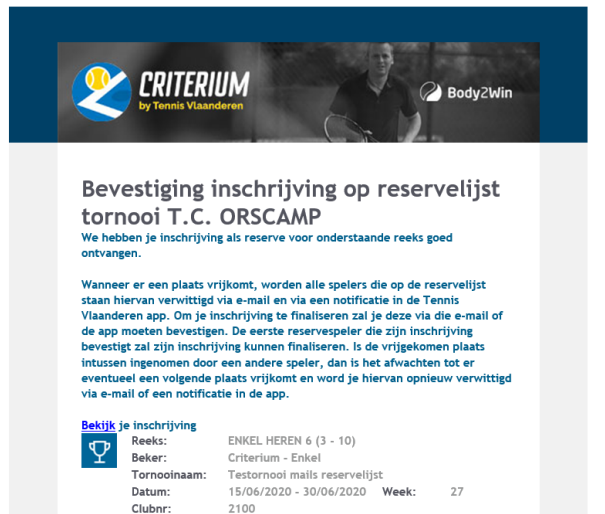 CRITERIUM
by Tennis Vlaanderen
Body2Win
Bevestiging inschrijving op reservelijst
tornooi T.C. ORSCAMP
We hebben je inschrijving als reserve voor onderstaande reeks goed
ontvangen.
Wanneer er een plaats vrijkomt, worden alle spelers die op de reservelijst
staan hiervan verwittigd via e-mail en via een notificatie in de Tennis
Vlaanderen app. Om je inschrijving te finaliseren zal je deze via die e-mail of
de app moeten bevestigen. De eerste reservespeler die zijn inschrijving
bevestigt zal zijn inschrijving kunnen finaliseren. Is de vrijgekomen plaats
intussen ingenomen door een andere speler, dan is het afwachten tot er
eventueel een volgende plaats vrijkomt en word je hiervan opnieuw verwittigd
via e-mail of een notificatie in de app.
Bekijk je inschrijving
Reeks: ENKEL HEREN 6 (3 - 10)
Beker: Criterium - Enkel
Tornooinaam: Testornooi mails reservelijst
Datum: 15/06/2020 - 30/06/2020 Week: 27
Clubnr: 2100